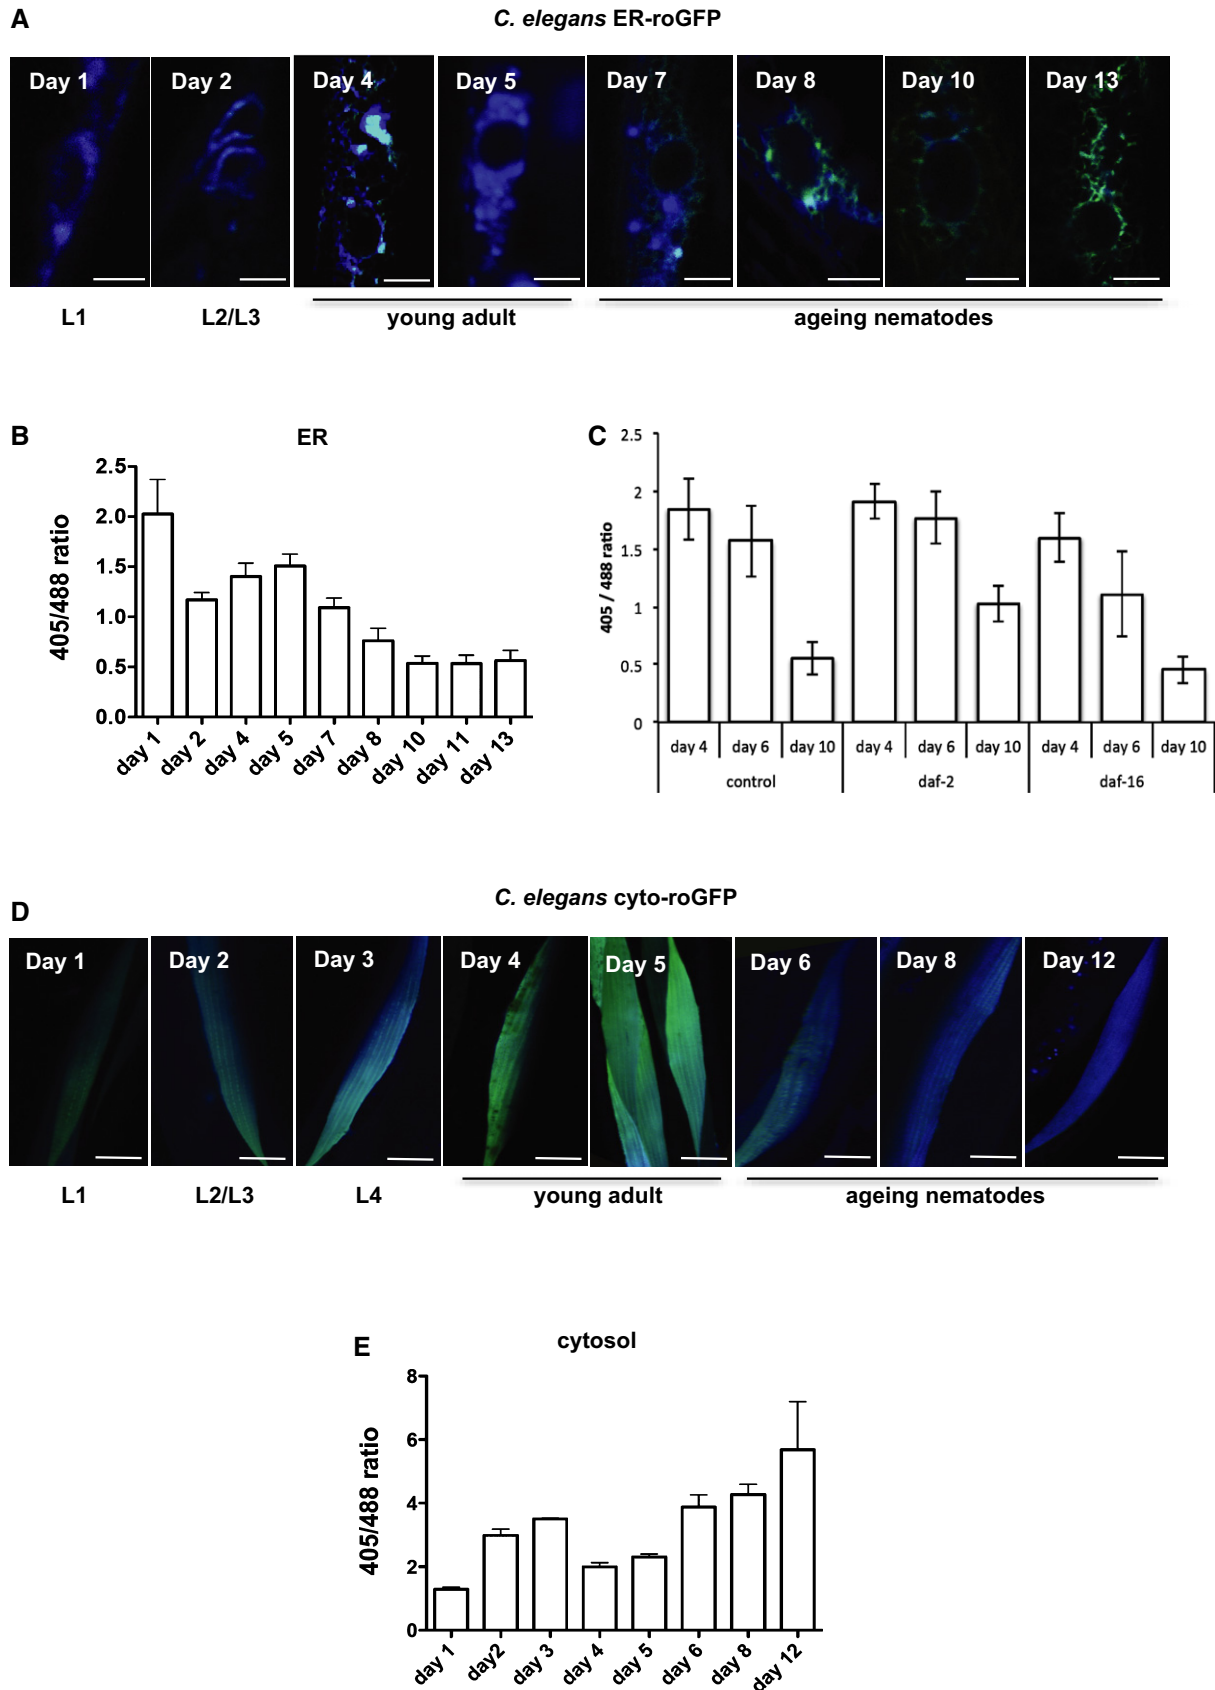 A
C. elegans ER-roGFP
Day 1 Day 2 Day 4 Day 5 Day 7 Day 8 Day 10 Day 13
L1 L2/L3 young adult ageing nematodes
B
ER
405/488 ratio
2.5
2.0
1.5
1.0
0.5
0.0
day 1 day 2 day 4 day 5 day 7 day 8 day 10 day 11 day 13
C
405 / 488 ratio
2.5
2
1.5
1
0.5
0
day 4 day 6 day 10 day 4 day 6 day 10 day 4 day 6 day 10
control daf-2 daf-16
D
C. elegans cyto-roGFP
Day 1 Day 2 Day 3 Day 4 Day 5 Day 6 Day 8 Day 12
L1 L2/L3 L4 young adult ageing nematodes
E
cytosol
405/488 ratio
8
6
4
2
0
day 1 day2 day 3 day 4 day 5 day 6 day 8 day 12